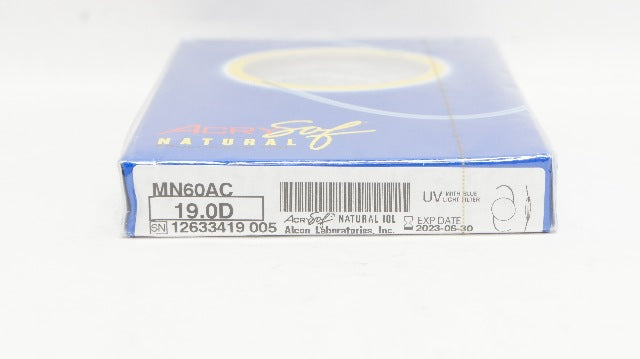 ACRYSof
NATURAL
MN60AC
19.0D
SN 12633419 005
ACRYSof NATURAL IOL
Alcon Laboratories, Inc.
UV WITH BLUE
LIGHT FILTER
EXP DATE
2023-06-30